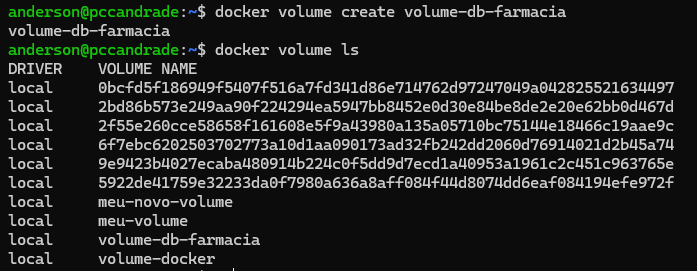 anderson@pccandrade:~$ docker volume create volume-db-farmacia
volume-db-farmacia
anderson@pccandrade:~$ docker volume ls
DRIVER    VOLUME NAME
local     0bcfd5f186949f5407f516a7fd341d86e714762d97247049a042825521634497
local     2bd86b573e249aa90f224294ea5947bb8452e0d30e84be8de2e20e62bb0d467d
local     2f55e260cce58658f161608e5f9a43980a135a05710bc75144e18466c19aae9c
local     6f7ebc6202503702773a10d1aa090173ad32fb242dd2060d76914021d2b45a74
local     9e9423b4027ecaba480914b224c0f5dd9d7ecd1a40953a1961c2c451c963765e
local     5922de41759e32233da0f7980a636a8aff084f44d8074dd6eaf084194efe972f
local     meu-novo-volume
local     meu-volume
local     volume-db-farmacia
local     volume-docker